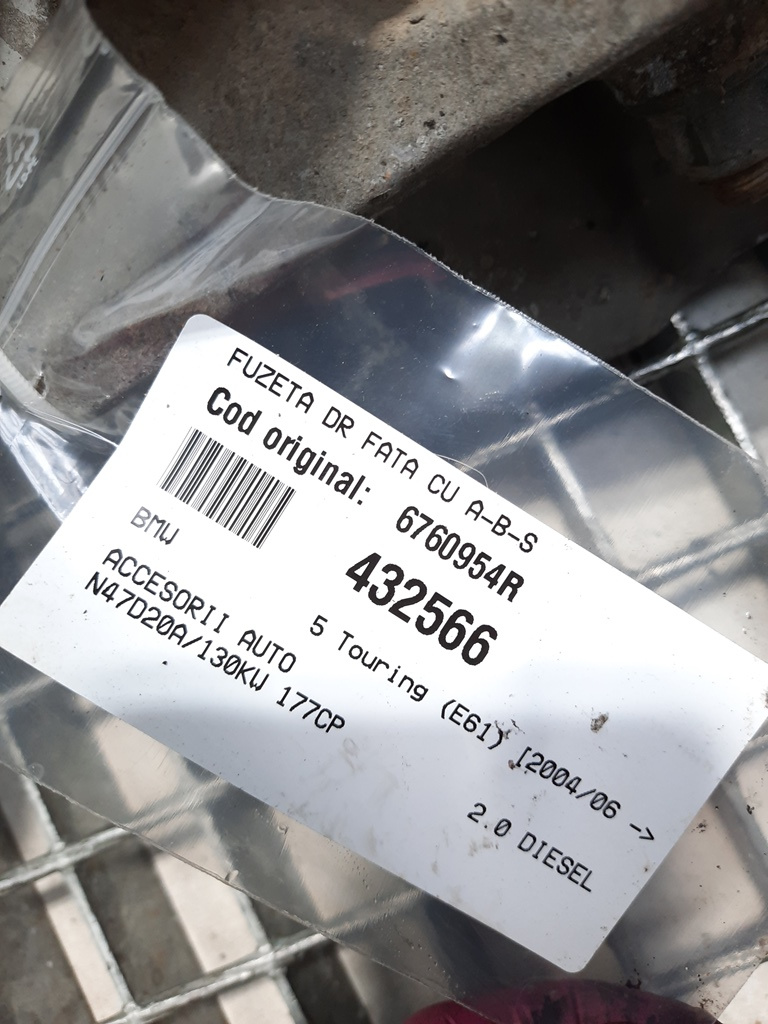 FUZETA DR FATA CU A-B-S
Cod original: 6760954R
432566
BMW
5 Touring (E61) [2004/06 ->
ACCESORII AUTO
N47D20A/130KW 177CP
2.0 DIESEL